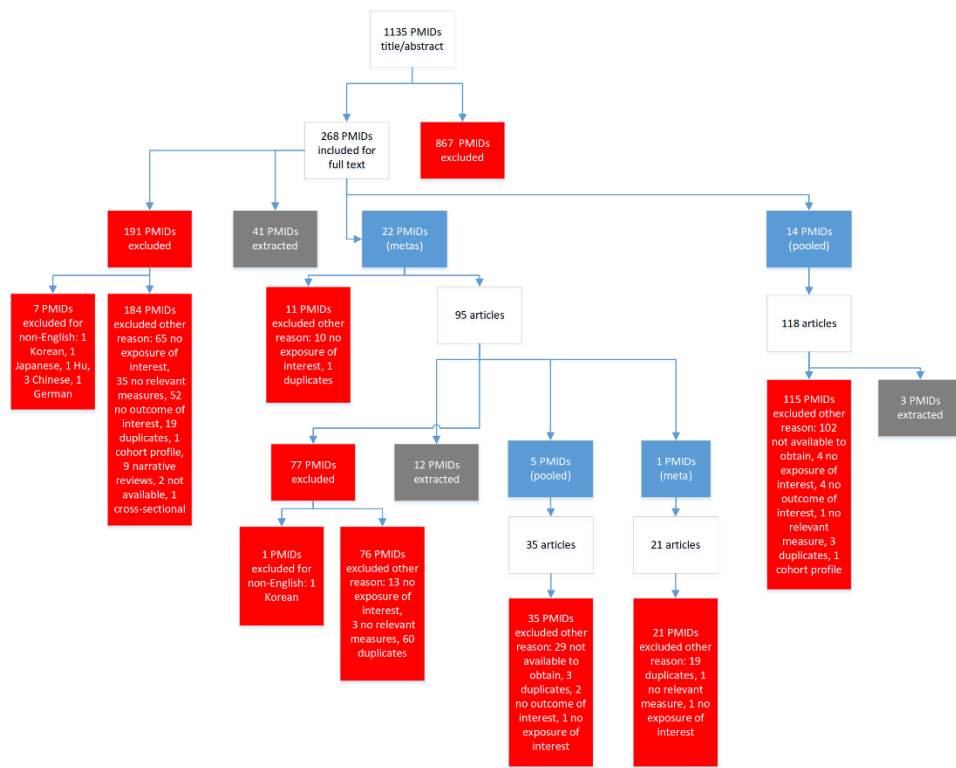 1135 PMIDs
title/abstract
268 PMIDs
included for
full text
867 PMIDs
excluded
191 PMIDs
excluded
41 PMIDs
extracted
22 PMIDs
(metas)
14 PMIDs
(pooled)
7 PMIDs
excluded for
non-English: 1
Korean, 1
Japanese, 1 Hu,
3 Chinese, 1
German
184 PMIDs
excluded other
reason: 65 no
exposure of
interest,
35 no relevant
measures, 52
no outcome of
interest, 19
duplicates, 1
cohort profile,
9 narrative
reviews, 2 not
available, 1
cross-sectional
11 PMIDs
excluded other
reason: 10 no
exposure of
interest, 1
duplicates
95 articles
118 articles
77 PMIDs
excluded
12 PMIDs
extracted
5 PMIDs
(pooled)
1 PMIDs
(meta)
115 PMIDs
excluded other
reason: 102
not available to
obtain, 4 no
exposure of
interest, 4 no
outcome of
interest, 1 no
relevant
measure, 3
duplicates, 1
cohort profile
3 PMIDs
extracted
1 PMIDs
excluded for
non-English: 1
Korean
76 PMIDs
excluded other
reason: 13 no
exposure of
interest,
3 no relevant
measures, 60
duplicates
35 articles
21 articles
35 PMIDs
excluded other
reason: 29 not
available to
obtain, 3
duplicates, 2
no outcome of
interest, 1 no
exposure of
interest
21 PMIDs
excluded other
reason: 19
duplicates, 1
no relevant
measure, 1 no
exposure of
interest